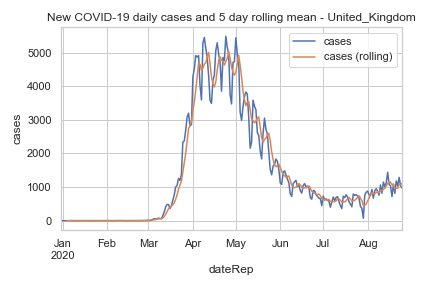 New COVID-19 daily cases and 5 day rolling mean - United_Kingdom
cases
cases (rolling)
5000
4000
3000
2000
1000
0
cases
Jan Feb Mar Apr May Jun Jul Aug
2020
dateRep